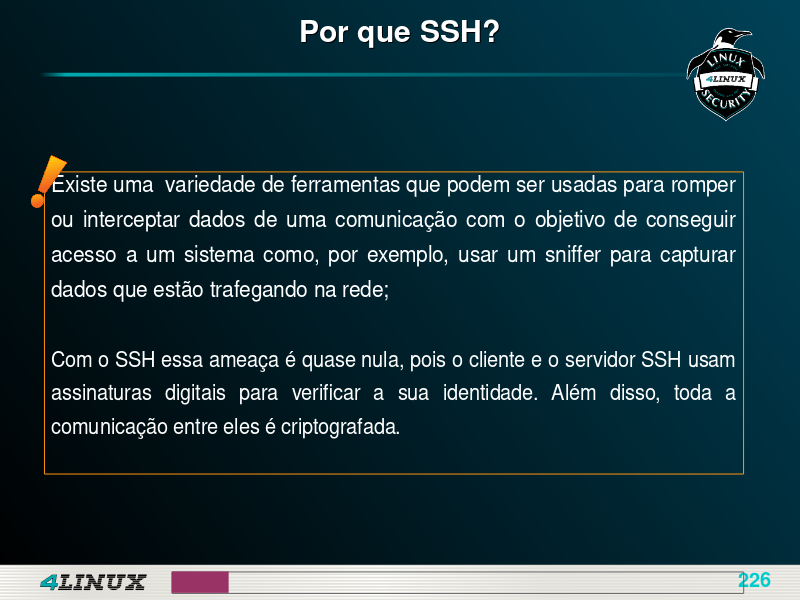 Por que SSH?
LINUX
4LINUX
SECURITY
Existe uma  variedade de ferramentas que podem ser usadas para romper
ou interceptar dados de uma comunicação com o objetivo de conseguir
acesso a um sistema como, por exemplo, usar um sniffer para capturar
dados que estão trafegando na rede;
Com o SSH essa ameaça é quase nula, pois o cliente e o servidor SSH usam
assinaturas digitais para verificar a sua identidade. Além disso, toda a
comunicação entre eles é criptografada.
4LINUX
226